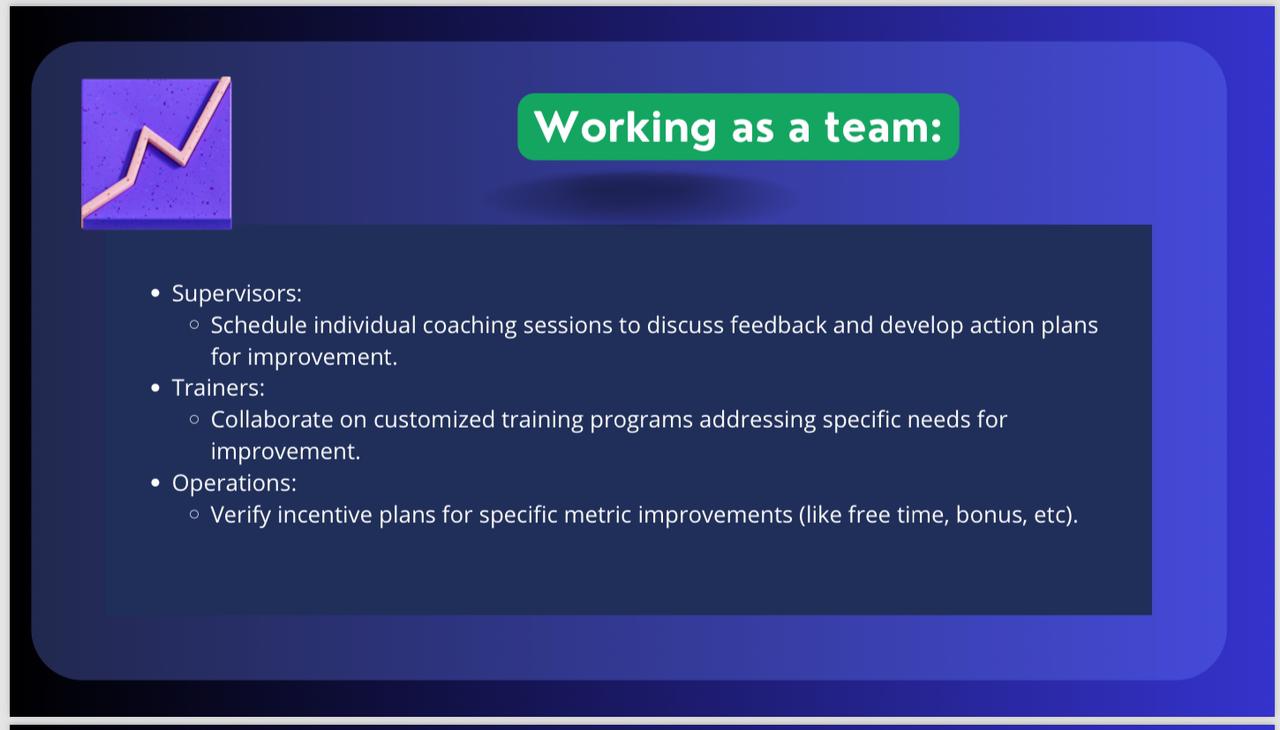 Working as a team:
• Supervisors:
○ Schedule individual coaching sessions to discuss feedback and develop action plans
for improvement.
• Trainers:
○ Collaborate on customized training programs addressing specific needs for
improvement.
• Operations:
○ Verify incentive plans for specific metric improvements (like free time, bonus, etc).